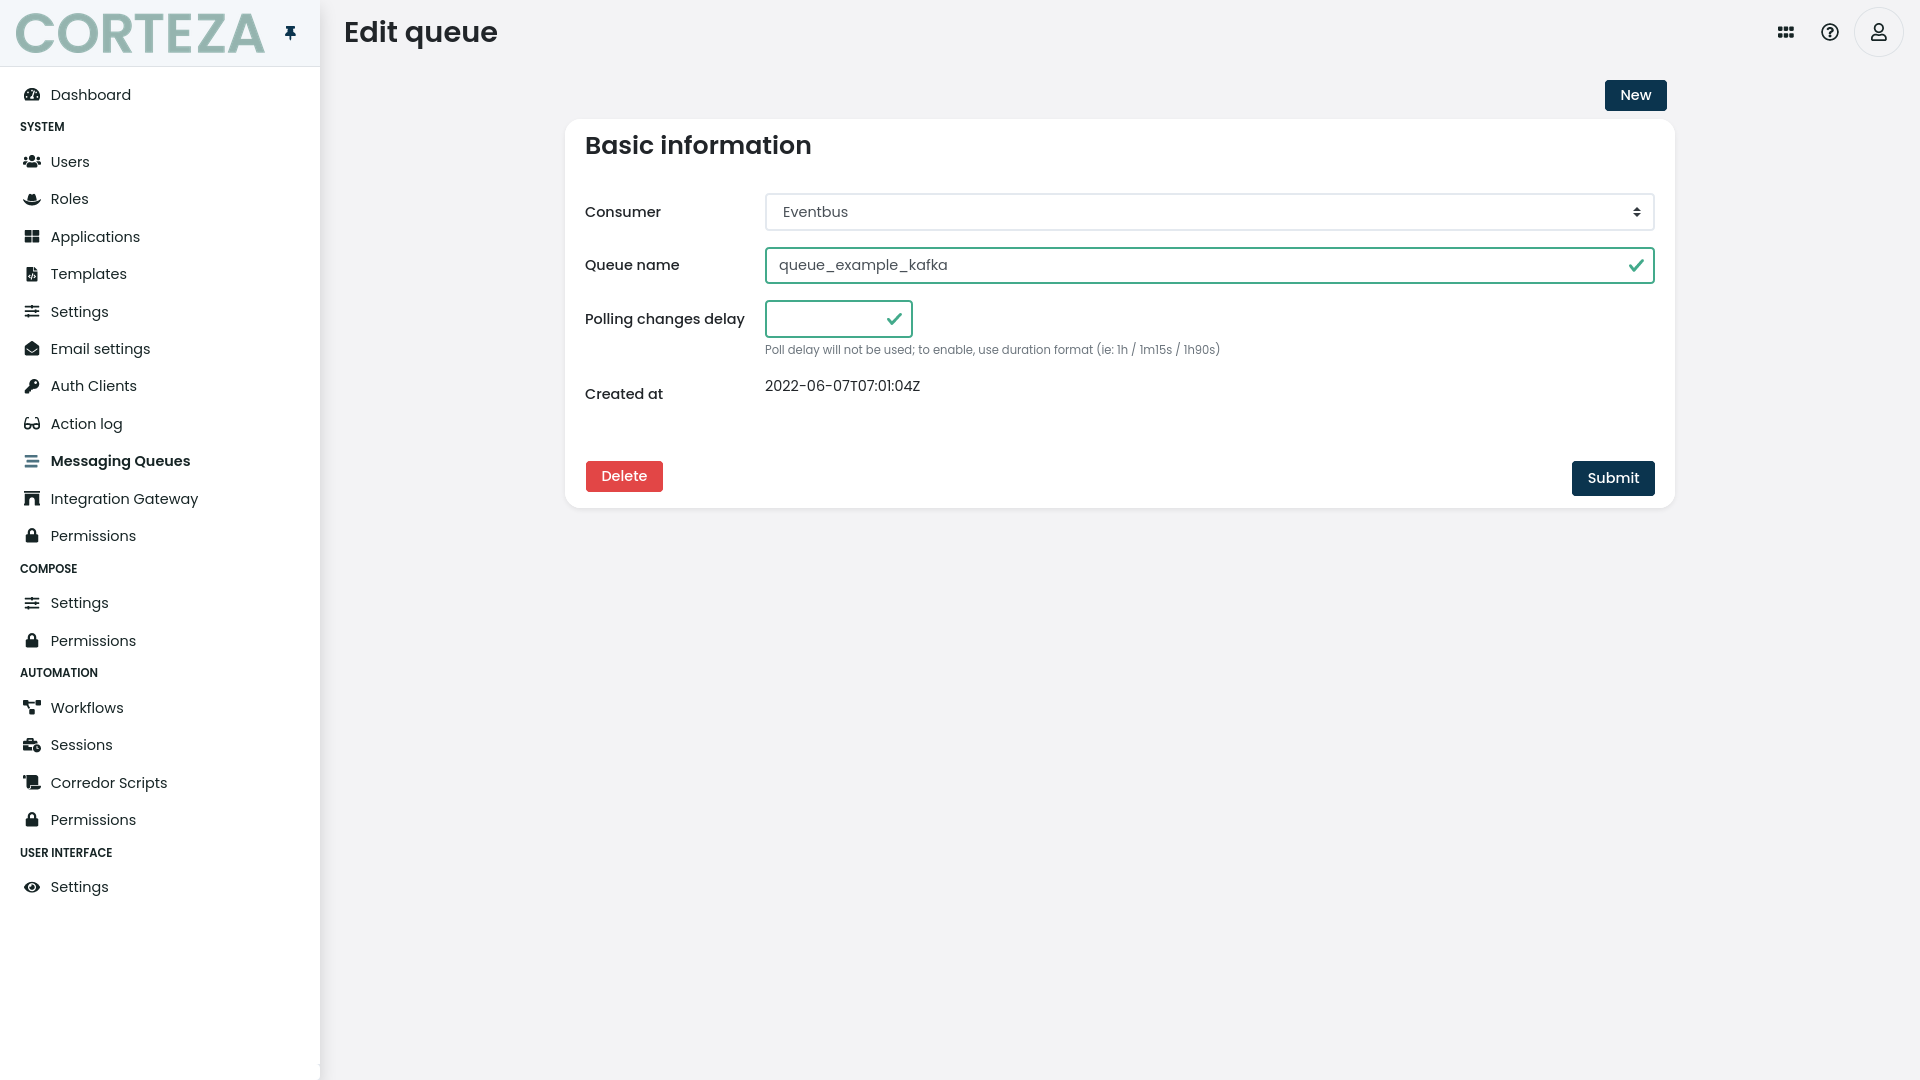 CORTEZA
Edit queue
Dashboard
SYSTEM
Users
Roles
Applications
Templates
Settings
Email settings
Auth Clients
Action log
Messaging Queues
Integration Gateway
Permissions
COMPOSE
Settings
Permissions
AUTOMATION
Workflows
Sessions
Corredor Scripts
Permissions
USER INTERFACE
Settings
New
Basic information
Consumer Eventbus
Queue name queue_example_kafka
Polling changes delay
Poll delay will not be used; to enable, use duration format (ie: 1h / 1m15s / 1h90s)
Created at 2022-06-07T07:01:04Z
Delete Submit